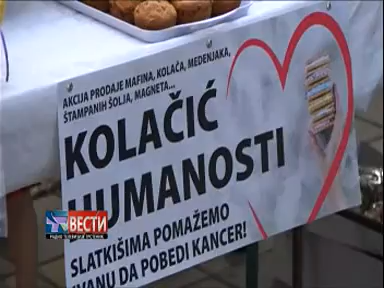 AKCIJA PRODAJE MAFINA, KOLAČA, MEDENJAKA,
ŠTAMPANIH ŠOLJA, MAGNETA...
KOLAČIĆ
HUMANOSTI
SLATKIŠIMA POMAŽEMO
IVANU DA POBEDI KANCER!
ВЕСТИ